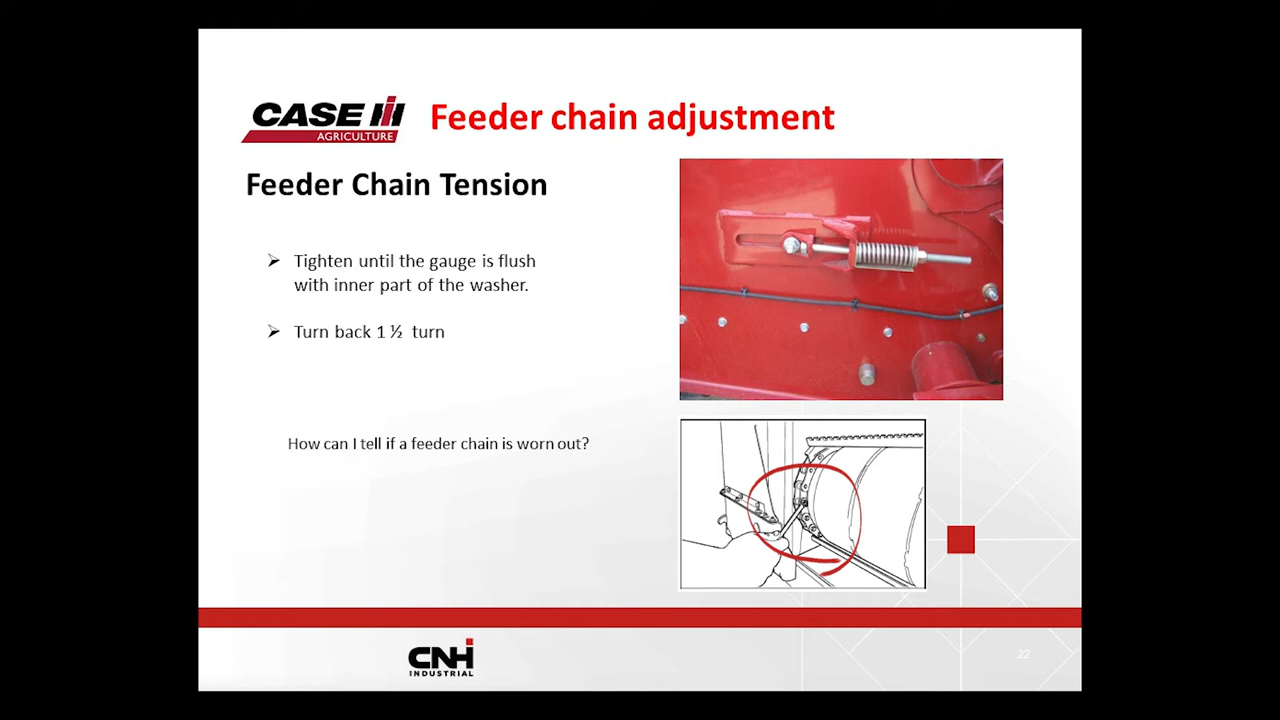 CASE IH
AGRICULTURE
Feeder chain adjustment
Feeder Chain Tension
➢ Tighten until the gauge is flush
with inner part of the washer.
➢ Turn back 1 ½ turn
How can I tell if a feeder chain is worn out?
CNH
INDUSTRIAL
22